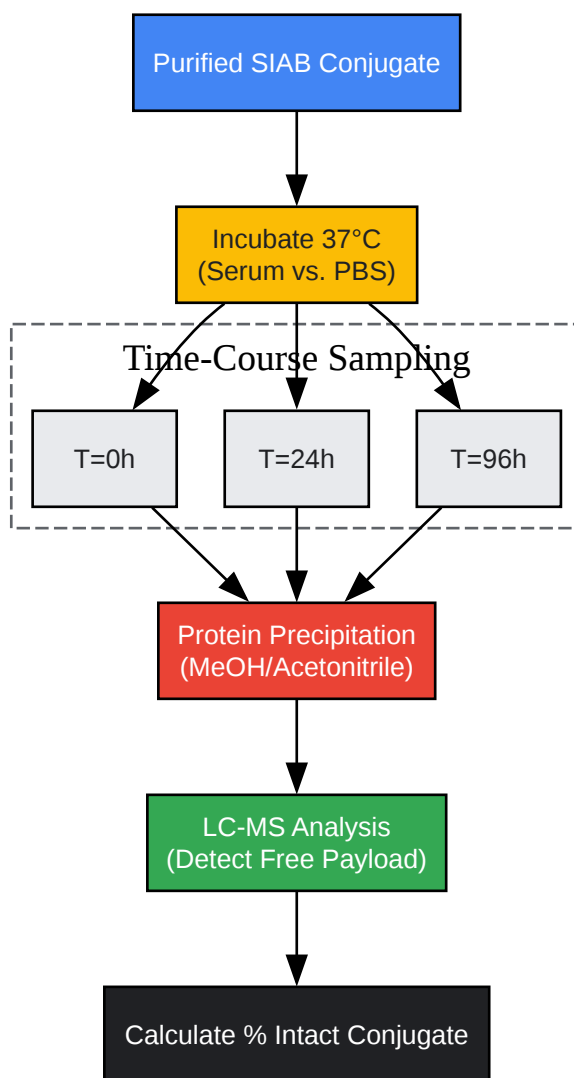 Purified SIAB Conjugate
Incubate 37°C
(Serum vs. PBS)
Time-Course Sampling
T=0h
T=24h
T=96h
Protein Precipitation
(MeOH/Acetonitrile)
LC-MS Analysis
(Detect Free Payload)
Calculate % Intact Conjugate